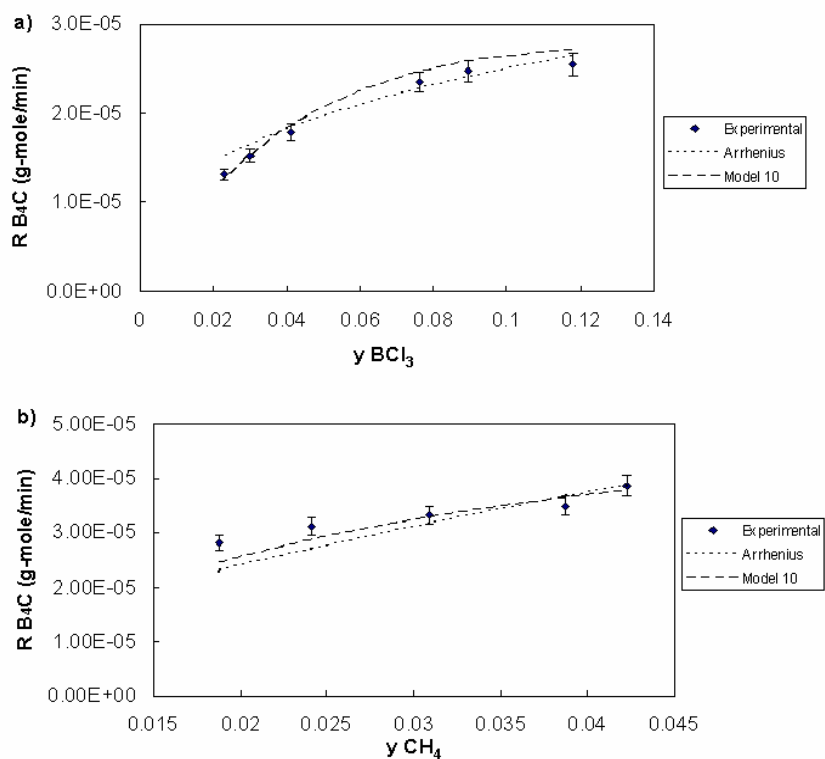 a)
3.0E-05
2.0E-05
1.0E-05
0.0E+00
R B4C (g-mole/min)
0 0.02 0.04 0.06 0.08 0.1 0.12 0.14
y BCl3
Experimental
Arrhenius
Model 10
b)
5.00E-05
4.00E-05
3.00E-05
2.00E-05
1.00E-05
0.00E+00
R B4C (g-mole/min)
0.015 0.02 0.025 0.03 0.035 0.04 0.045
y CH4
Experimental
Arrhenius
Model 10